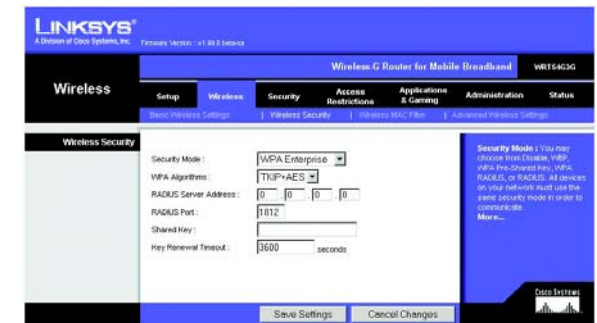 LINKSYS®
A Division of Cisco Systems, Inc.
Firmware Version : v1.99.8
Wireless-G Router for Mobile Broadband WRT54G3G
Wireless
Setup Wireless Security Access Restrictions Applications & Gaming Administration Status
Basic Wireless Settings | Wireless Security | Wireless MAC Filter | Advanced Wireless Settings
Wireless Security
Security Mode : WPA Enterprise
WPA Algorithms : TKIP+AES
RADIUS Server Address : 0 . 0 . 0 . 0
RADIUS Port : 1812
Shared Key :
Key Renewal Timeout : 3600 seconds
Security Mode : You may
choose from Disable, WEP,
WPA Pre-Shared Key, WPA
RADIUS, or RADIUS. All devices
on your network must use the
same security mode in order to
communicate.
More...
CISCO SYSTEMS
Save Settings Cancel Changes